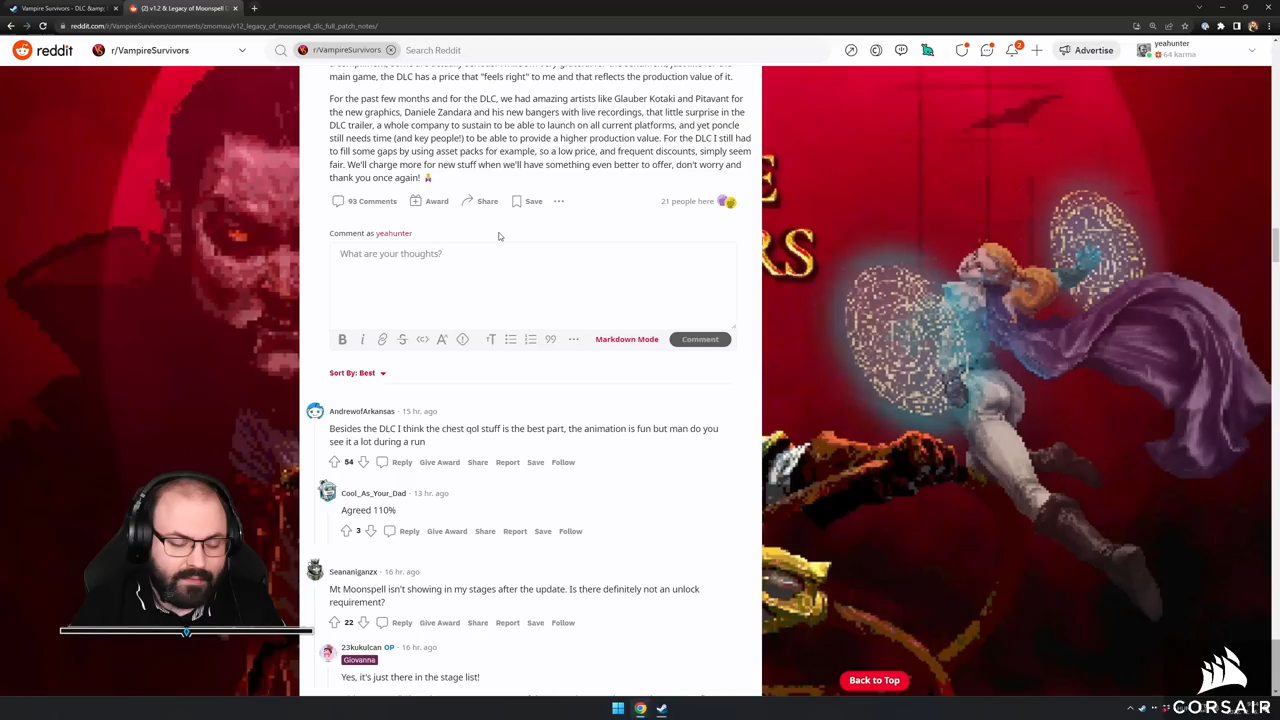 Vampire Survivors - DLC &amp;
(2) v1.2 & Legacy of Moonspell
reddit.com/r/VampireSurvivors/comments/zmomxu/v12_legacy_of_moonspell_dlc_full_patch_notes/
reddit r/VampireSurvivors r/VampireSurvivors Search Reddit 2 Advertise yeahunter
64 karma
main game, the DLC has a price that "feels right" to me and that reflects the production value of it.
For the past few months and for the DLC, we had amazing artists like Glauber Kotaki and Pitavant for
the new graphics, Daniele Zandara and his new bangers with live recordings, that little surprise in the
DLC trailer, a whole company to sustain to be able to launch on all current platforms, and yet poncle
still needs time (and key people!) to be able to provide a higher production value. For the DLC I still had
to fill some gaps by using asset packs for example, so a low price, and frequent discounts, simply seem
fair. We'll charge more for new stuff when we'll have something even better to offer, don't worry and
thank you once again!
93 Comments Award Share Save ··· 21 people here
Comment as yeahunter
What are your thoughts?
Markdown Mode Comment
Sort By: Best
AndrewofArkansas · 15 hr. ago
Besides the DLC I think the chest qol stuff is the best part, the animation is fun but man do you
see it a lot during a run
54 Reply Give Award Share Report Save Follow
Cool_As_Your_Dad · 13 hr. ago
Agreed 110%
3 Reply Give Award Share Report Save Follow
Seananiganzx · 16 hr. ago
Mt Moonspell isn't showing in my stages after the update. Is there definitely not an unlock
requirement?
22 Reply Give Award Share Report Save Follow
23kukulcan OP · 16 hr. ago
Giovanna
Yes, it's just there in the stage list!
Back to Top
CORSAIR